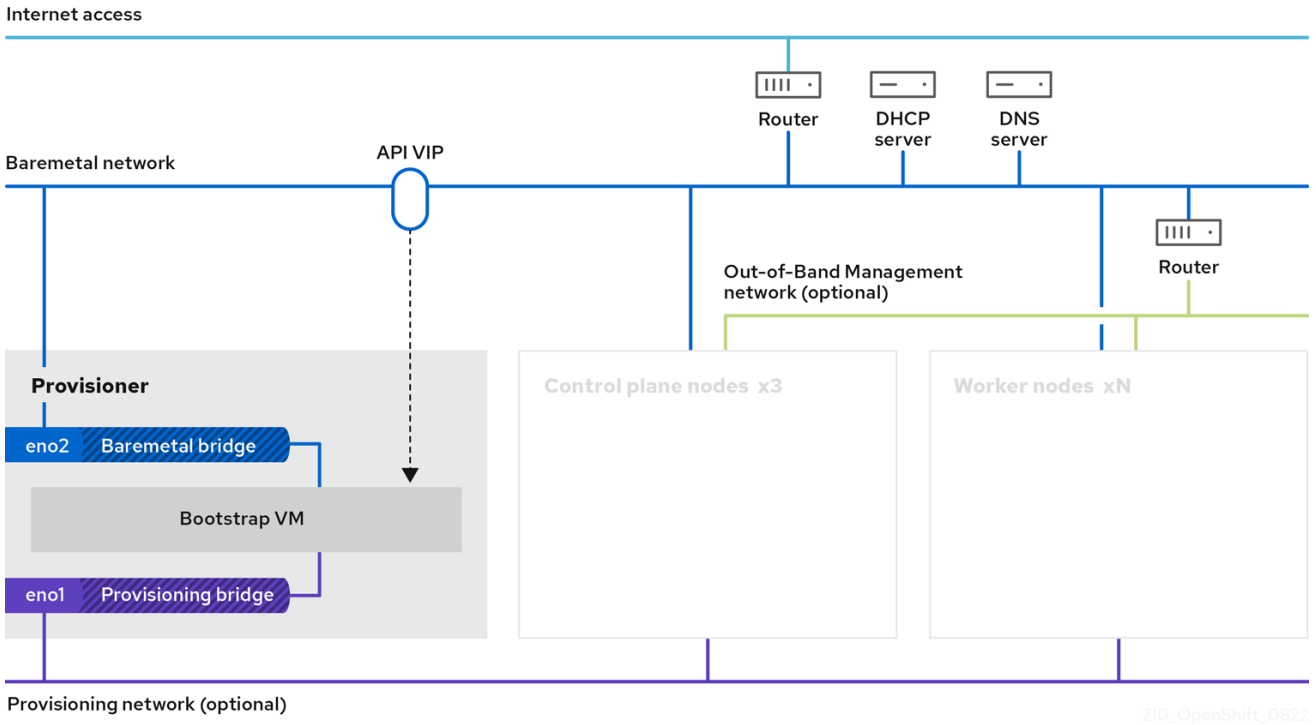 Internet access
Router
DHCP
server
DNS
server
Baremetal network
API VIP
Router
Out-of-Band Management
network (optional)
Provisioner
eno2
Baremetal bridge
Bootstrap VM
eno1
Provisioning bridge
Control plane nodes x3
Worker nodes xN
Provisioning network (optional)
210_OpenShift_0822